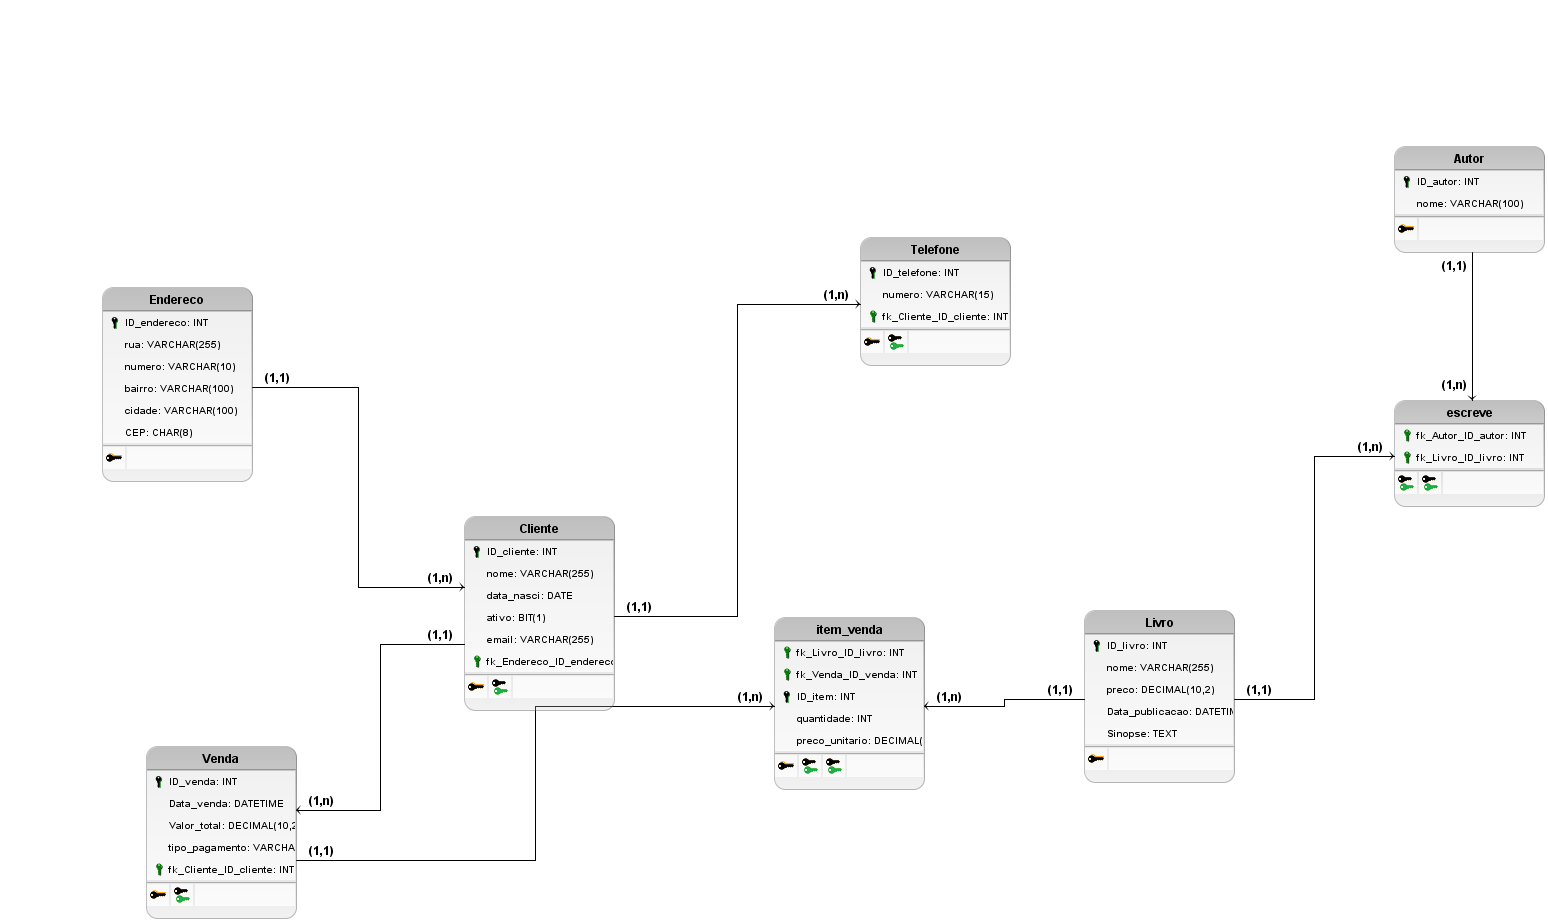 Autor
ID_autor: INT
nome: VARCHAR(100)
(1,1)
(1,n)
Telefone
ID_telefone: INT
numero: VARCHAR(15)
fk_Cliente_ID_cliente: INT
(1,n)
Endereco
ID_endereco: INT
rua: VARCHAR(255)
numero: VARCHAR(10)
bairro: VARCHAR(100)
cidade: VARCHAR(100)
CEP: CHAR(8)
(1,1)
(1,n)
escreve
fk_Autor_ID_autor: INT
fk_Livro_ID_livro: INT
(1,n)
Cliente
ID_cliente: INT
nome: VARCHAR(255)
data_nasci: DATE
ativo: BIT(1)
email: VARCHAR(255)
fk_Endereco_ID_endereco
(1,1)
(1,1)
item_venda
fk_Livro_ID_livro: INT
fk_Venda_ID_venda: INT
ID_item: INT
quantidade: INT
preco_unitario: DECIMAL(
(1,n)
(1,n)
Livro
ID_livro: INT
nome: VARCHAR(255)
preco: DECIMAL(10,2)
Data_publicacao: DATETIN
Sinopse: TEXT
(1,1)
(1,1)
Venda
ID_venda: INT
Data_venda: DATETIME
Valor_total: DECIMAL(10,2
tipo_pagamento: VARCHA
fk_Cliente_ID_cliente: INT
(1,n)
(1,1)